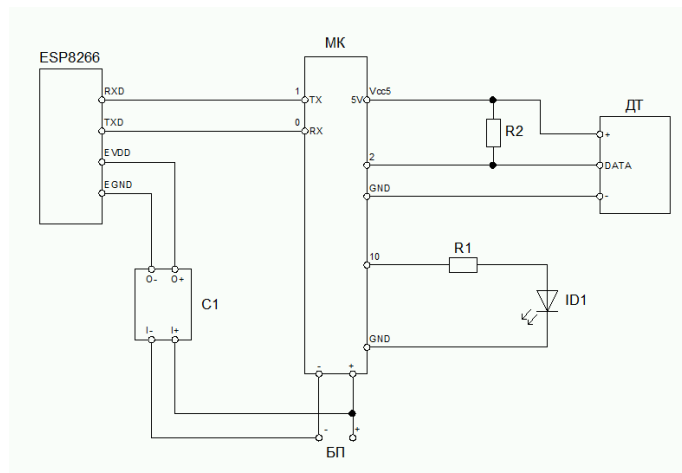 МК
ESP8266
RXD
1
TX
5V
Vcc5
ДТ
TXD
0
RX
R2
+
EVDD
2
DATA
EGND
GND
-
10
R1
O-
O+
C1
ID1
I-
I+
GND
-
+
-
+
БП